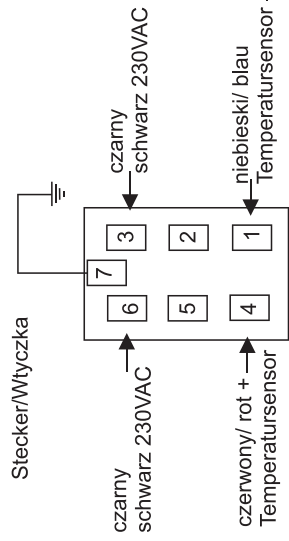 Stecker/Wtyczka
czarny
schwarz 230VAC
czerwony/ rot +
Temperatursensor
7
6
5
4
3
2
1
czarny
schwarz 230VAC
niebieski/ blau
Temperatursensor -